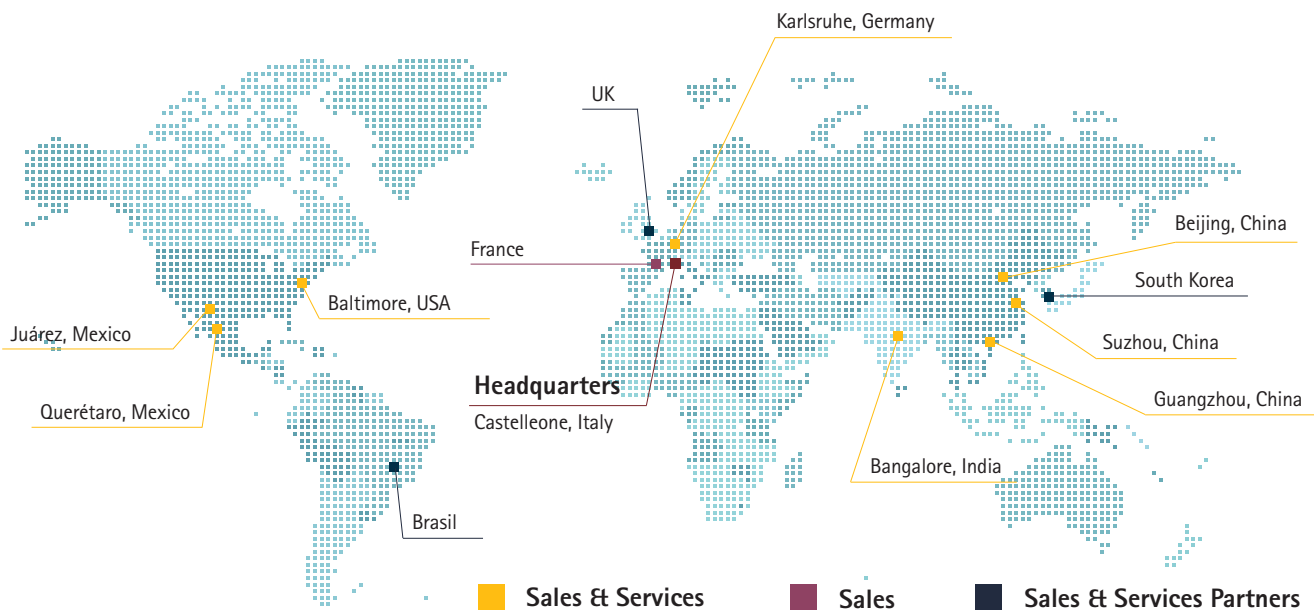 Karlsruhe, Germany
UK
Beijing, China
France
South Korea
Baltimore, USA
Juárez, Mexico
Suzhou, China
Headquarters
Castelleone, Italy
Querétaro, Mexico
Guangzhou, China
Bangalore, India
Brasil
Sales & Services
Sales
Sales & Services Partners